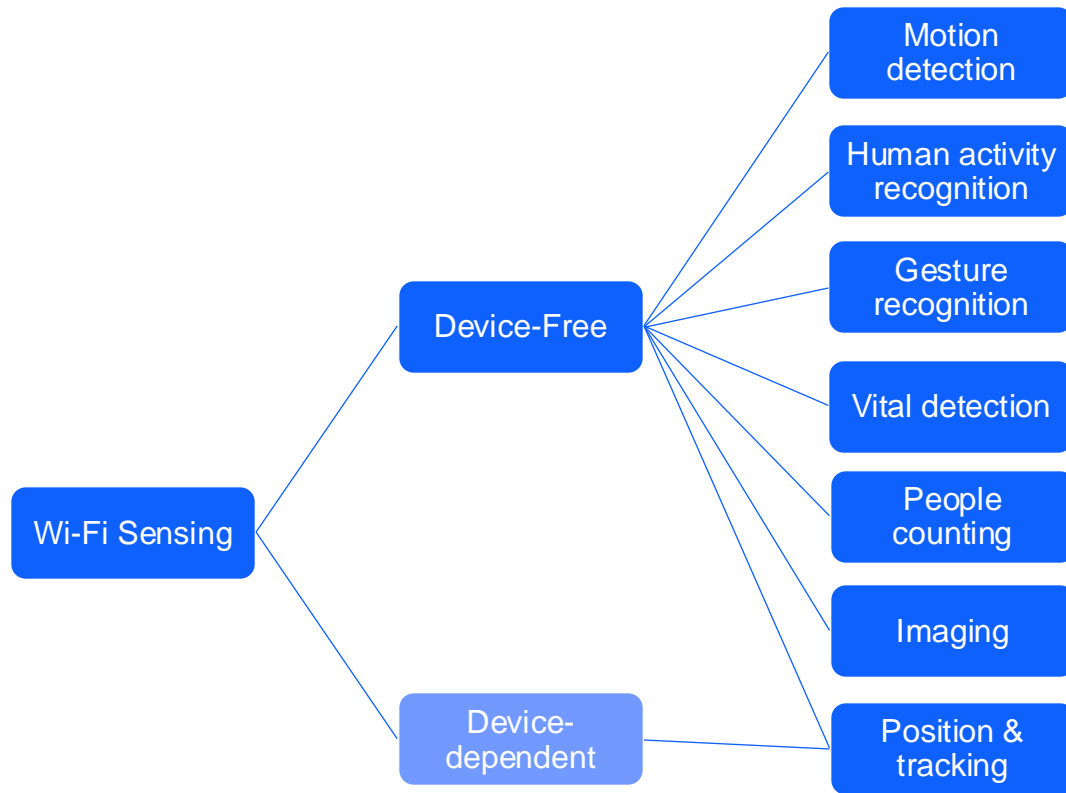 Motion
detection
Human activity
recognition
Gesture
recognition
Device-Free
Vital detection
People
counting
Wi-Fi Sensing
Imaging
Device-
dependent
Position &
tracking